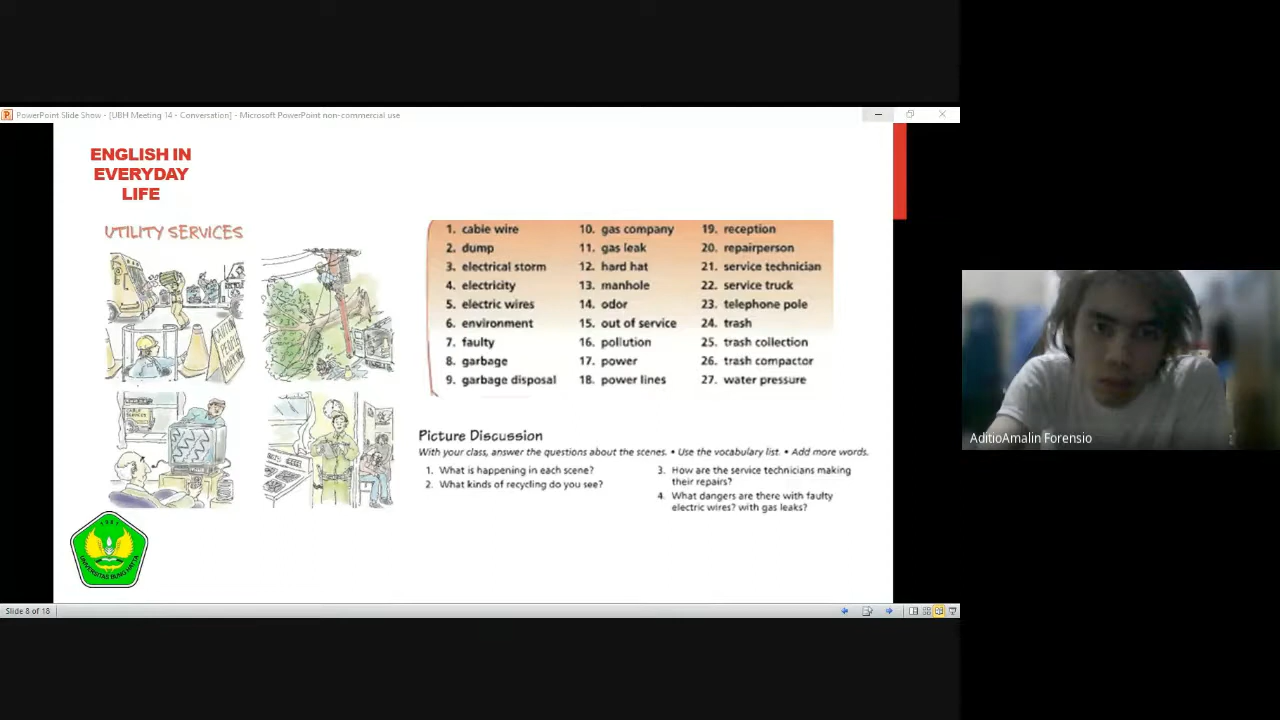 PowerPoint Slide Show - [UBH Meeting 14 - Conversation] - Microsoft PowerPoint non-commercial use
ENGLISH IN
EVERYDAY
LIFE
UTILITY SERVICES
1. cable wire
2. dump
3. electrical storm
4. electricity
5. electric wires
6. environment
7. faulty
8. garbage
9. garbage disposal
10. gas company
11. gas leak
12. hard hat
13. manhole
14. odor
15. out of service
16. pollution
17. power
18. power lines
19. reception
20. repairperson
21. service technician
22. service truck
23. telephone pole
24. trash
25. trash collection
26. trash compactor
27. water pressure
Picture Discussion
With your class, answer the questions about the scenes. • Use the vocabulary list. • Add more words.
1. What is happening in each scene?
2. What kinds of recycling do you see?
3. How are the service technicians making
their repairs?
4. What dangers are there with faulty
electric wires? with gas leaks?
1981
UNIVERSITAS BUNG HATTA
Slide 8 of 18
AditioAmalin Forensio